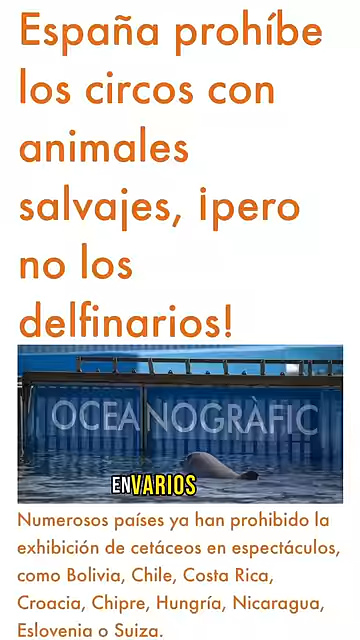 España prohíbe
los circos con
animales
salvajes, ¡pero
no los
delfinarios!
OCEANOGRÀFIC
ENVARIOS
Numerosos países ya han prohibido la
exhibición de cetáceos en espectáculos,
como Bolivia, Chile, Costa Rica,
Croacia, Chipre, Hungría, Nicaragua,
Eslovenia o Suiza.